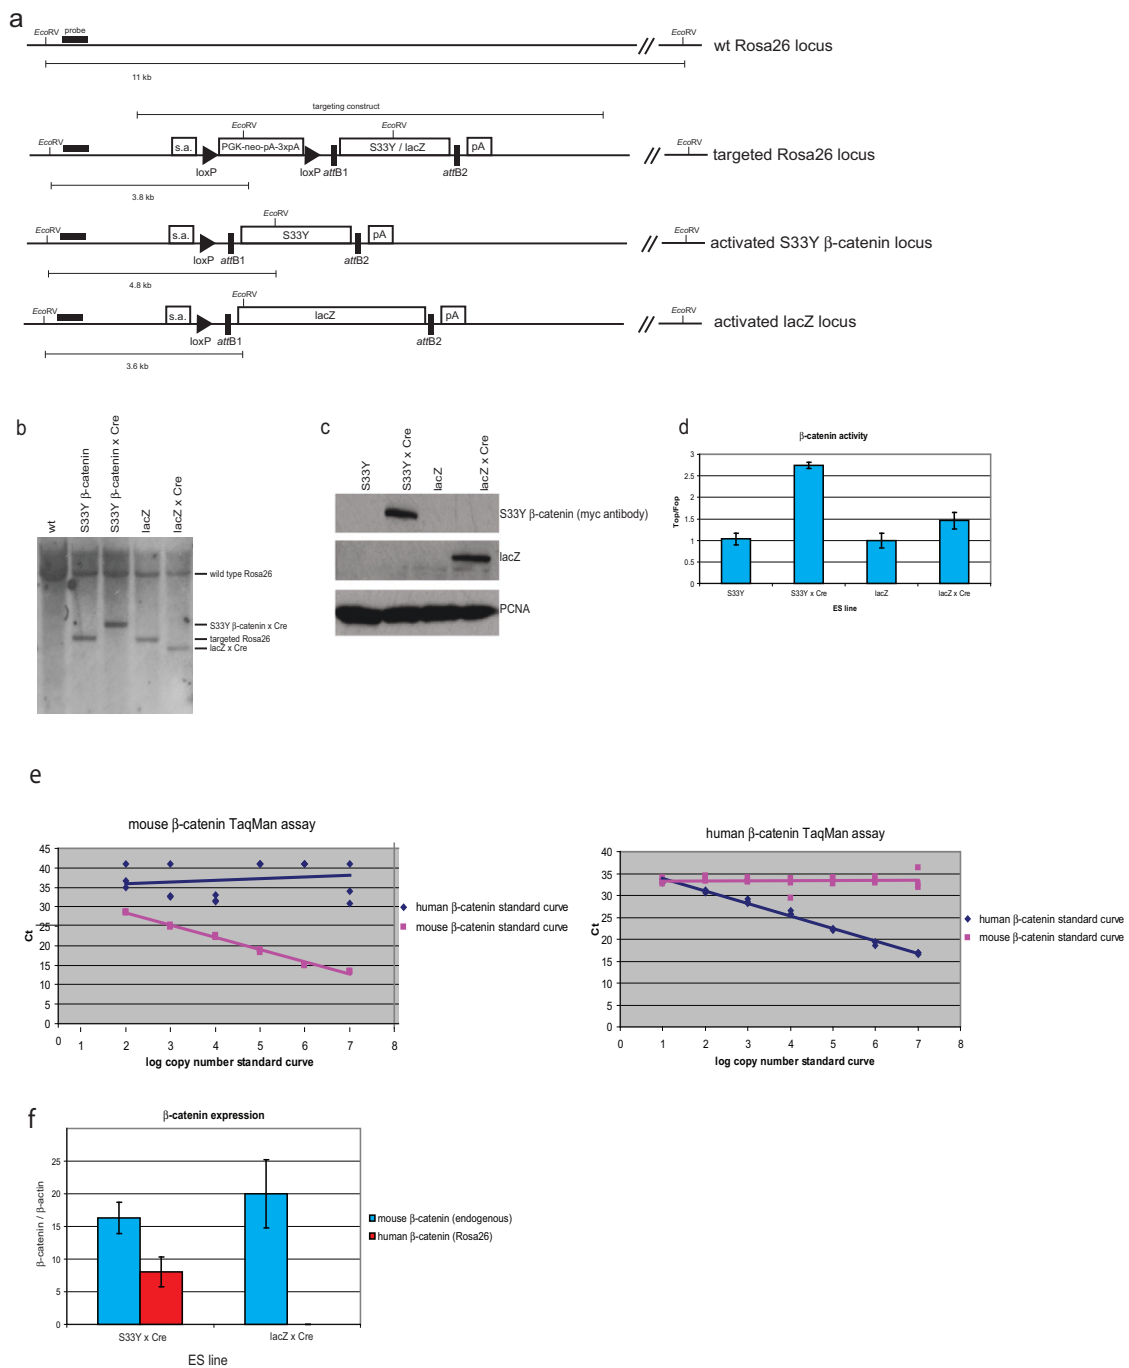 a
EcoRV
probe
EcoRV
wt Rosa26 locus
11 kb
targeting construct
EcoRV
EcoRV
EcoRV
EcoRV
s.a.
PGK-neo-pA-3xpA
S33Y / lacZ
pA
targeted Rosa26 locus
loxP
loxP
attB1
attB2
3.8 kb
EcoRV
EcoRV
EcoRV
s.a.
S33Y
pA
activated S33Y β-catenin locus
loxP
attB1
attB2
4.8 kb
EcoRV
EcoRV
EcoRV
s.a.
lacZ
pA
activated lacZ locus
loxP
attB1
attB2
3.6 kb
b
wt
S33Y β-catenin
S33Y β-catenin x Cre
lacZ
lacZ x Cre
wild type Rosa26
S33Y β-catenin x Cre
targeted Rosa26
lacZ x Cre
c
S33Y
S33Y x Cre
lacZ
lacZ x Cre
S33Y β-catenin (myc antibody)
lacZ
PCNA
d
β-catenin activity
3
2.5
2
1.5
1
0.5
0
Top/Fop
S33Y
S33Y x Cre
lacZ
lacZ x Cre
ES line
e
mouse β-catenin TaqMan assay
45
40
35
30
25
20
15
10
5
0
Ct
0 1 2 3 4 5 6 7 8
log copy number standard curve
human β-catenin standard curve
mouse β-catenin standard curve
human β-catenin TaqMan assay
40
35
30
25
20
15
10
5
0
Ct
0 1 2 3 4 5 6 7 8
log copy number standard curve
human β-catenin standard curve
mouse β-catenin standard curve
f
β-catenin expression
25
20
15
10
5
0
β-catenin / β-actin
S33Y x Cre
lacZ x Cre
ES line
mouse β-catenin (endogenous)
human β-catenin (Rosa26)